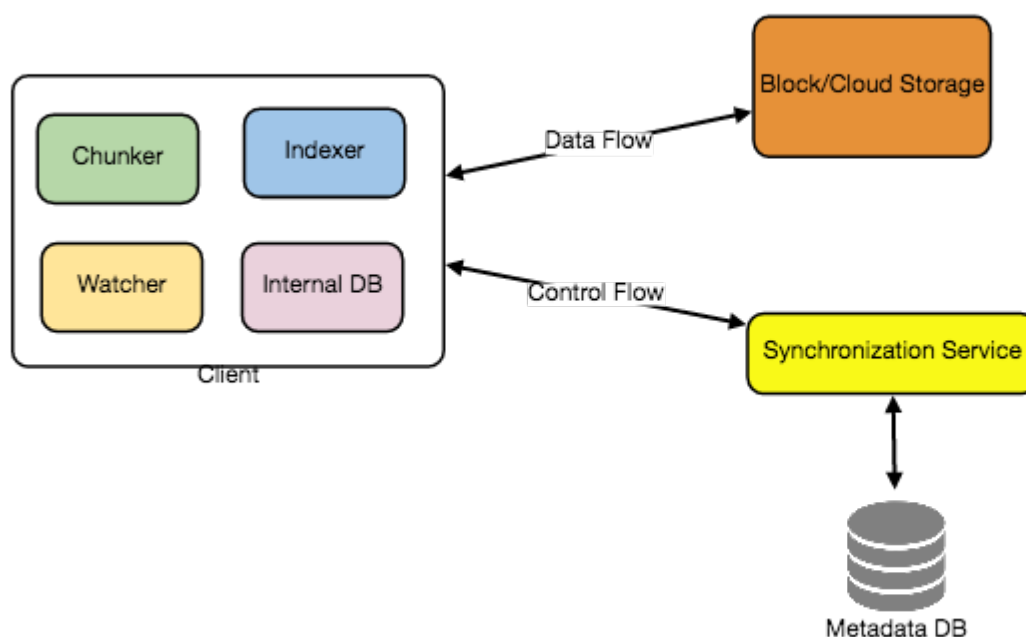 Block/Cloud Storage
Data Flow
Chunker
Indexer
Watcher
Internal DB
Control Flow
Client
Synchronization Service
Metadata DB